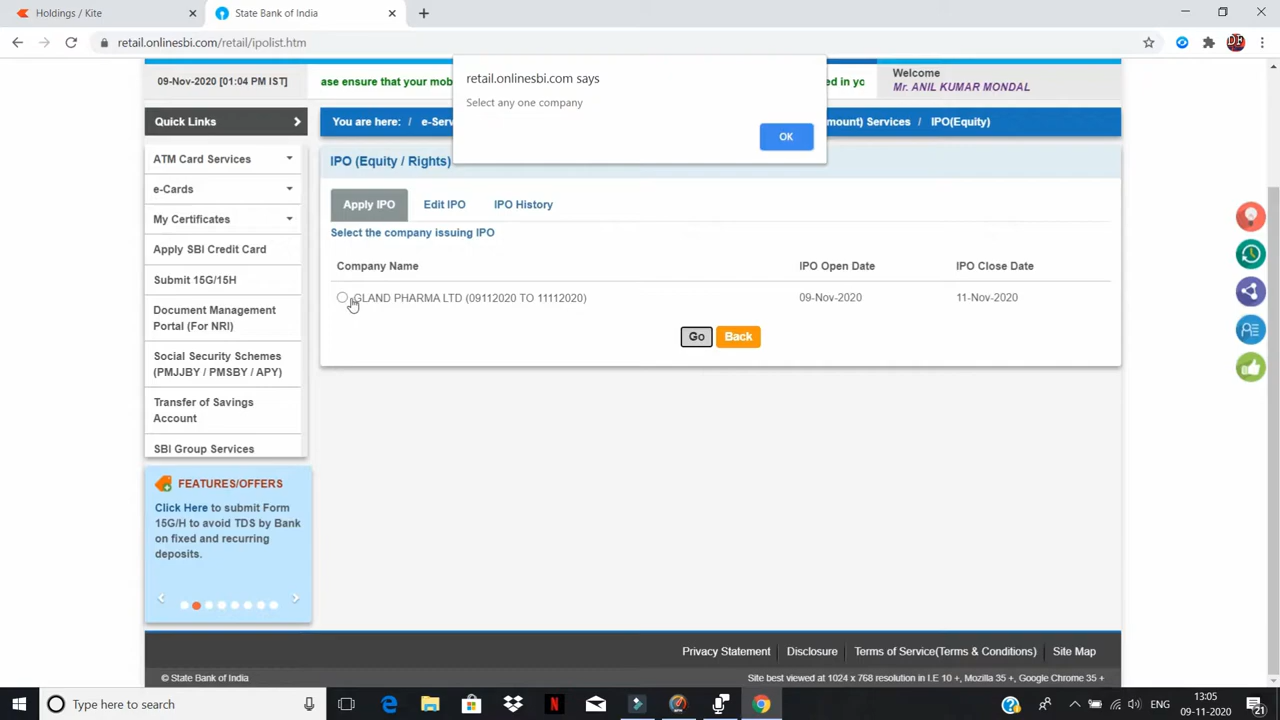 Holdings / Kite
State Bank of India
retail.onlinesbi.com/retail/ipolist.htm
09-Nov-2020 [01:04 PM IST]
ase ensure that your mob
d in yo
Welcome
Mr. ANIL KUMAR MONDAL
retail.onlinesbi.com says
Select any one company
OK
Quick Links
You are here: / e-Serv
mount) Services / IPO(Equity)
ATM Card Services
e-Cards
My Certificates
Apply SBI Credit Card
Submit 15G/15H
Document Management
Portal (For NRI)
Social Security Schemes
(PMJJBY / PMSBY / APY)
Transfer of Savings
Account
SBI Group Services
IPO (Equity / Rights)
Apply IPO
Edit IPO
IPO History
Select the company issuing IPO
Company Name
IPO Open Date
IPO Close Date
GLAND PHARMA LTD (09112020 TO 11112020)
09-Nov-2020
11-Nov-2020
Go
Back
FEATURES/OFFERS
Click Here to submit Form
15G/H to avoid TDS by Bank
on fixed and recurring
deposits.
Privacy Statement
Disclosure
Terms of Service(Terms & Conditions)
Site Map
© State Bank of India
Site best viewed at 1024 x 768 resolution in I.E 10 +, Mozilla 35 +, Google Chrome 35 +
Type here to search
ENG
13:05
09-11-2020
21